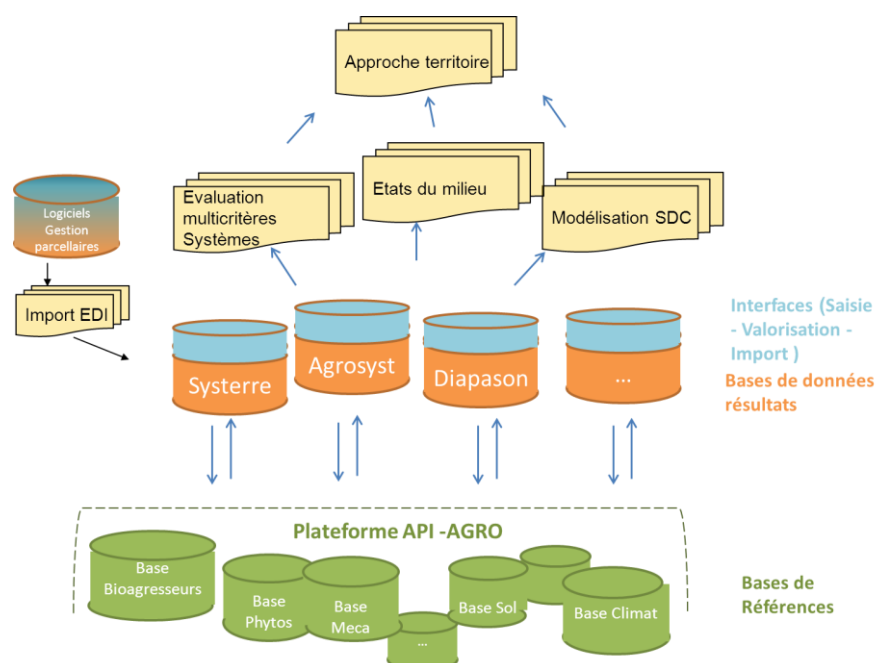 Approche territoire
Evaluation
multicritères
Systèmes
Etats du milieu
Modélisation SDC
Logiciels
Gestion
parcellaires
Import EDI
Systerre
Agrosyst
Diapason
...
Interfaces (Saisie
- Valorisation -
Import )
Bases de données
résultats
Plateforme API -AGRO
Base
Bioagresseurs
Base
Phytos
Base
Meca
...
Base Sol
Base Climat
Bases de
Références